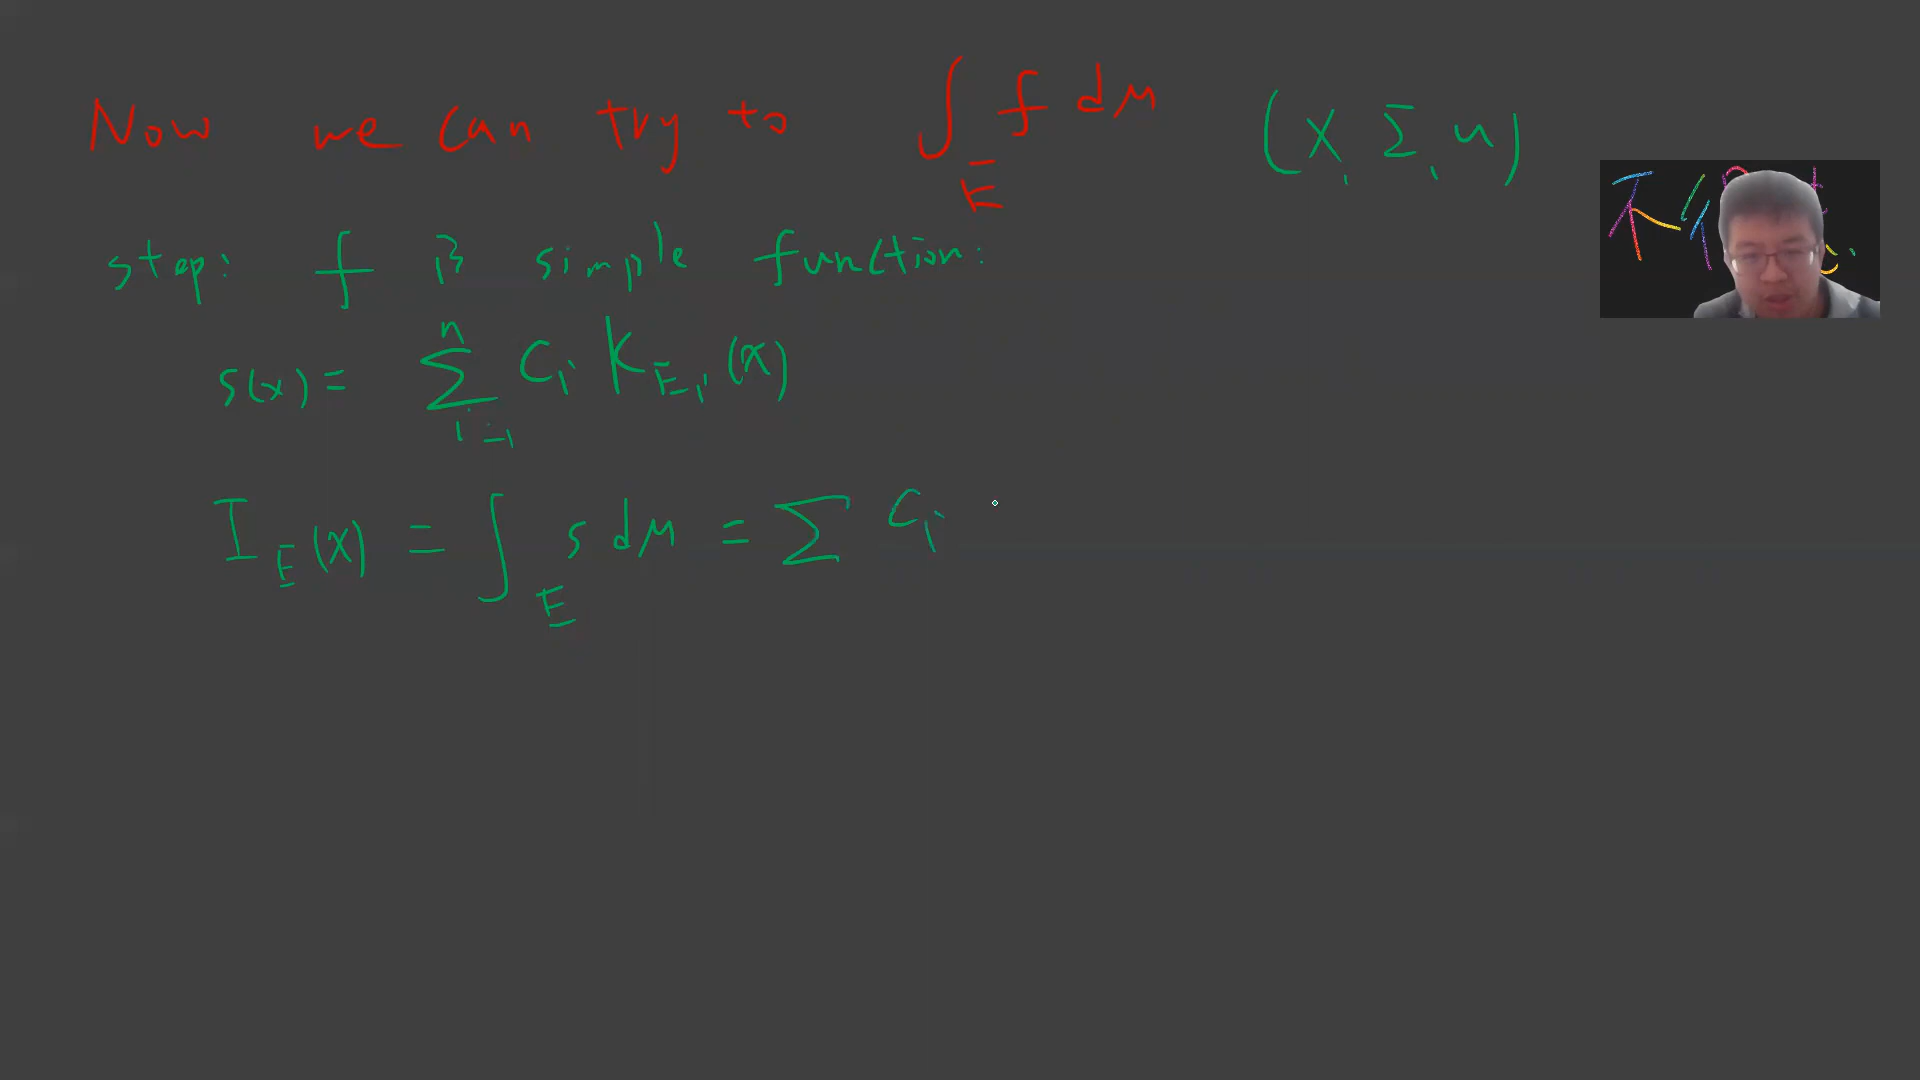 Now we can try to ∫_E f dμ (X, Σ, μ)
step: f is simple function:
s(x) = ∑_{i=1}^{n} C_i K_{E_i}(x)
I_E(x) = ∫_E s dμ = ∑ C_i